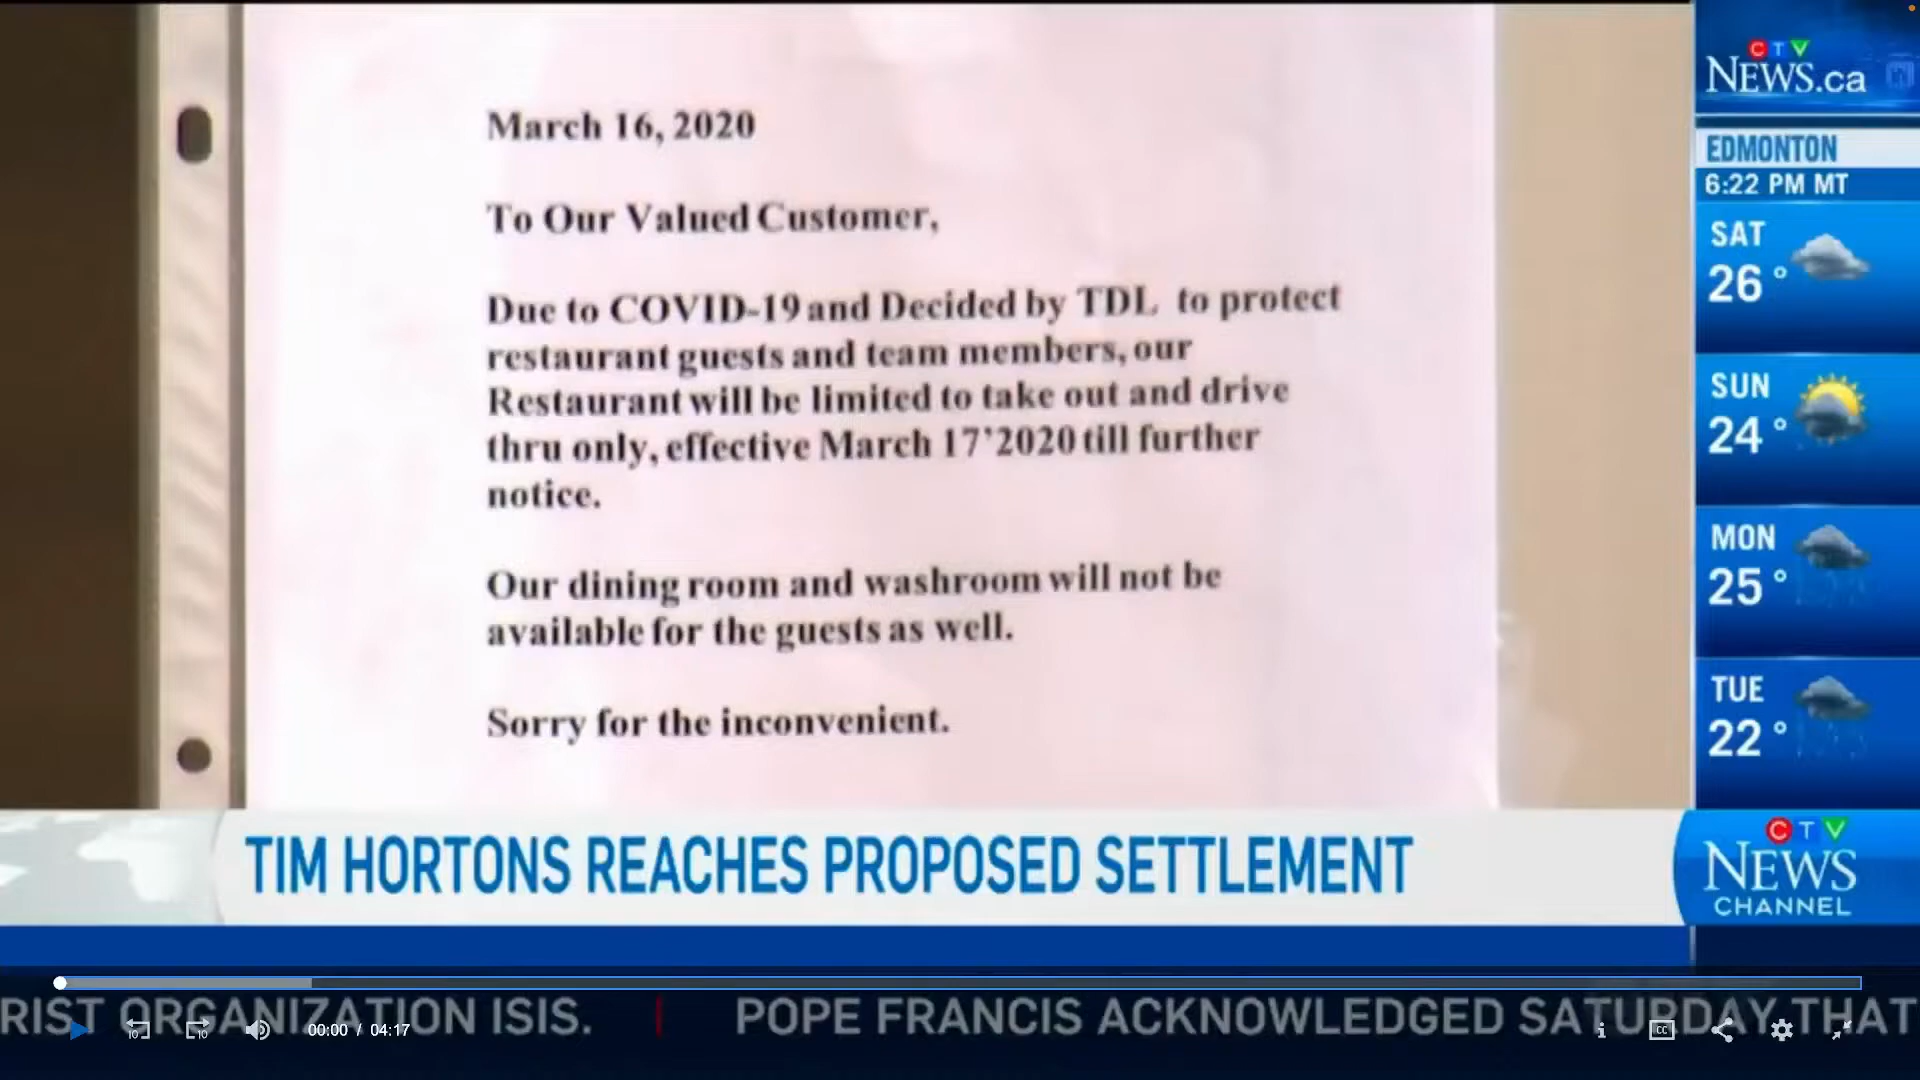 March 16, 2020
To Our Valued Customer,
Due to COVID-19 and Decided by TDL to protect
restaurant guests and team members, our
Restaurant will be limited to take out and drive
thru only, effective March 17'2020 till further
notice.
Our dining room and washroom will not be
available for the guests as well.
Sorry for the inconvenient.
CTV
NEWS.ca
EDMONTON
6:22 PM MT
SAT
26°
SUN
24°
MON
25°
TUE
22°
TIM HORTONS REACHES PROPOSED SETTLEMENT
CTV
NEWS
CHANNEL
RIST ORGANIZATION ISIS. | POPE FRANCIS ACKNOWLEDGED SATURDAY THAT
10
10
00:00 / 04:17
CC